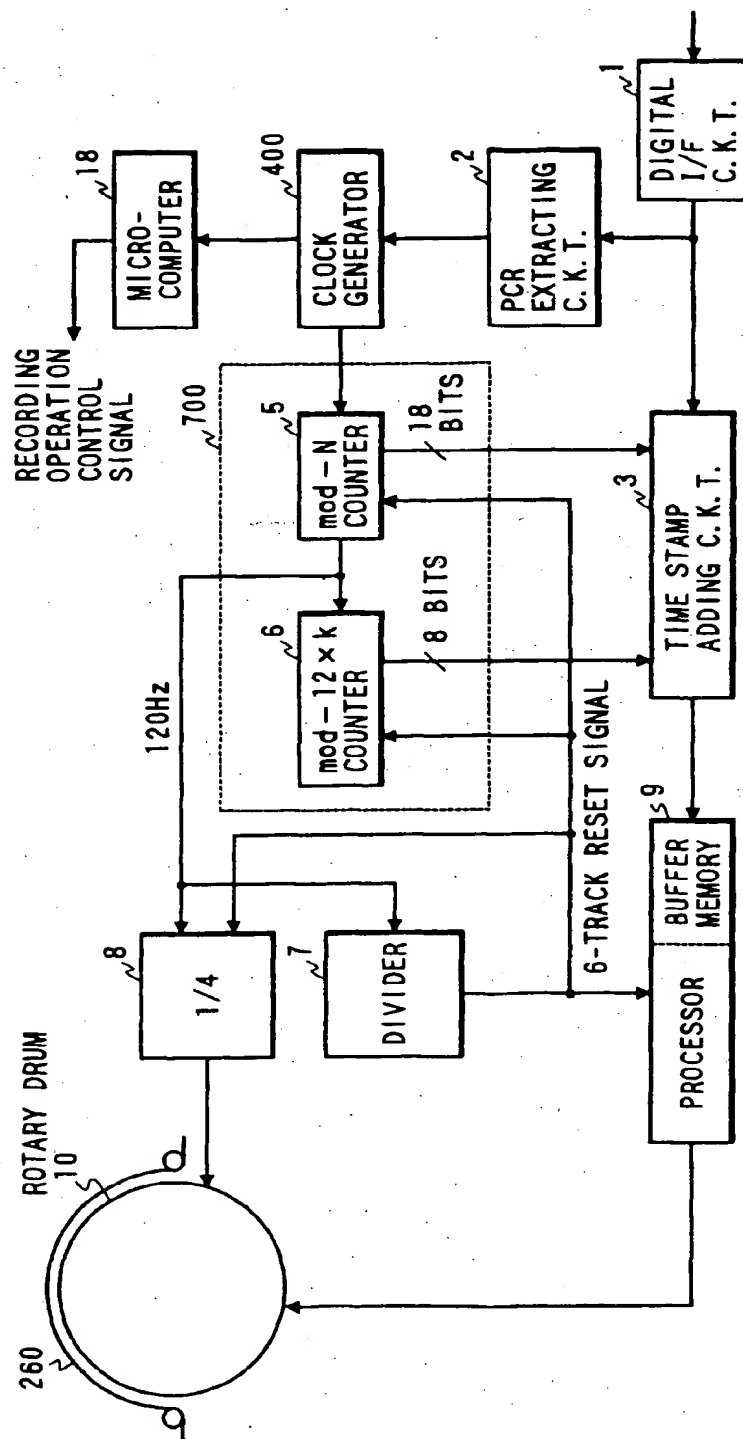 ROTARY DRUM
10
260
8
1/4
7
DIVIDER
120Hz
6-TRACK RESET SIGNAL
9
PROCESSOR
BUFFER
MEMORY
RECORDING
OPERATION
CONTROL
SIGNAL
700
6
mod-12×k
COUNTER
8 BITS
5
mod-N
COUNTER
18
BITS
3
TIME STAMP
ADDING C.K.T.
18
MICRO-
COMPUTER
400
CLOCK
GENERATOR
2
PCR
EXTRACTING
C.K.T.
1
DIGITAL
I/F
C.K.T.